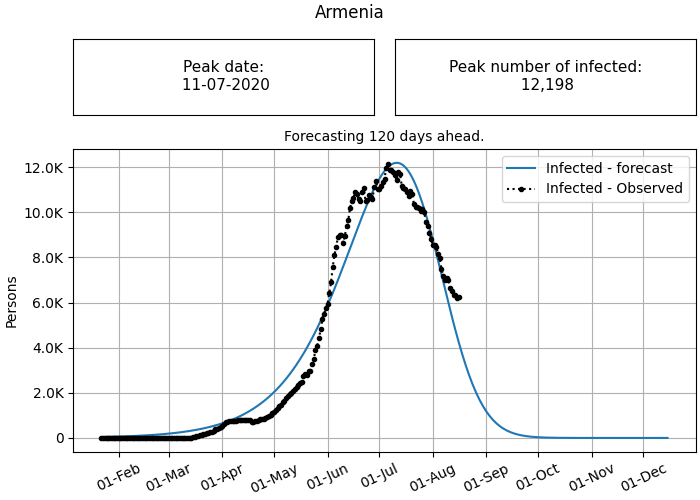 Armenia
Peak date:
11-07-2020
Peak number of infected:
12,198
Forecasting 120 days ahead.
12.0K
10.0K
8.0K
6.0K
4.0K
2.0K
0
Persons
Infected - forecast
Infected - Observed
01-Feb
01-Mar
01-Apr
01-May
01-Jun
01-Jul
01-Aug
01-Sep
01-Oct
01-Nov
01-Dec